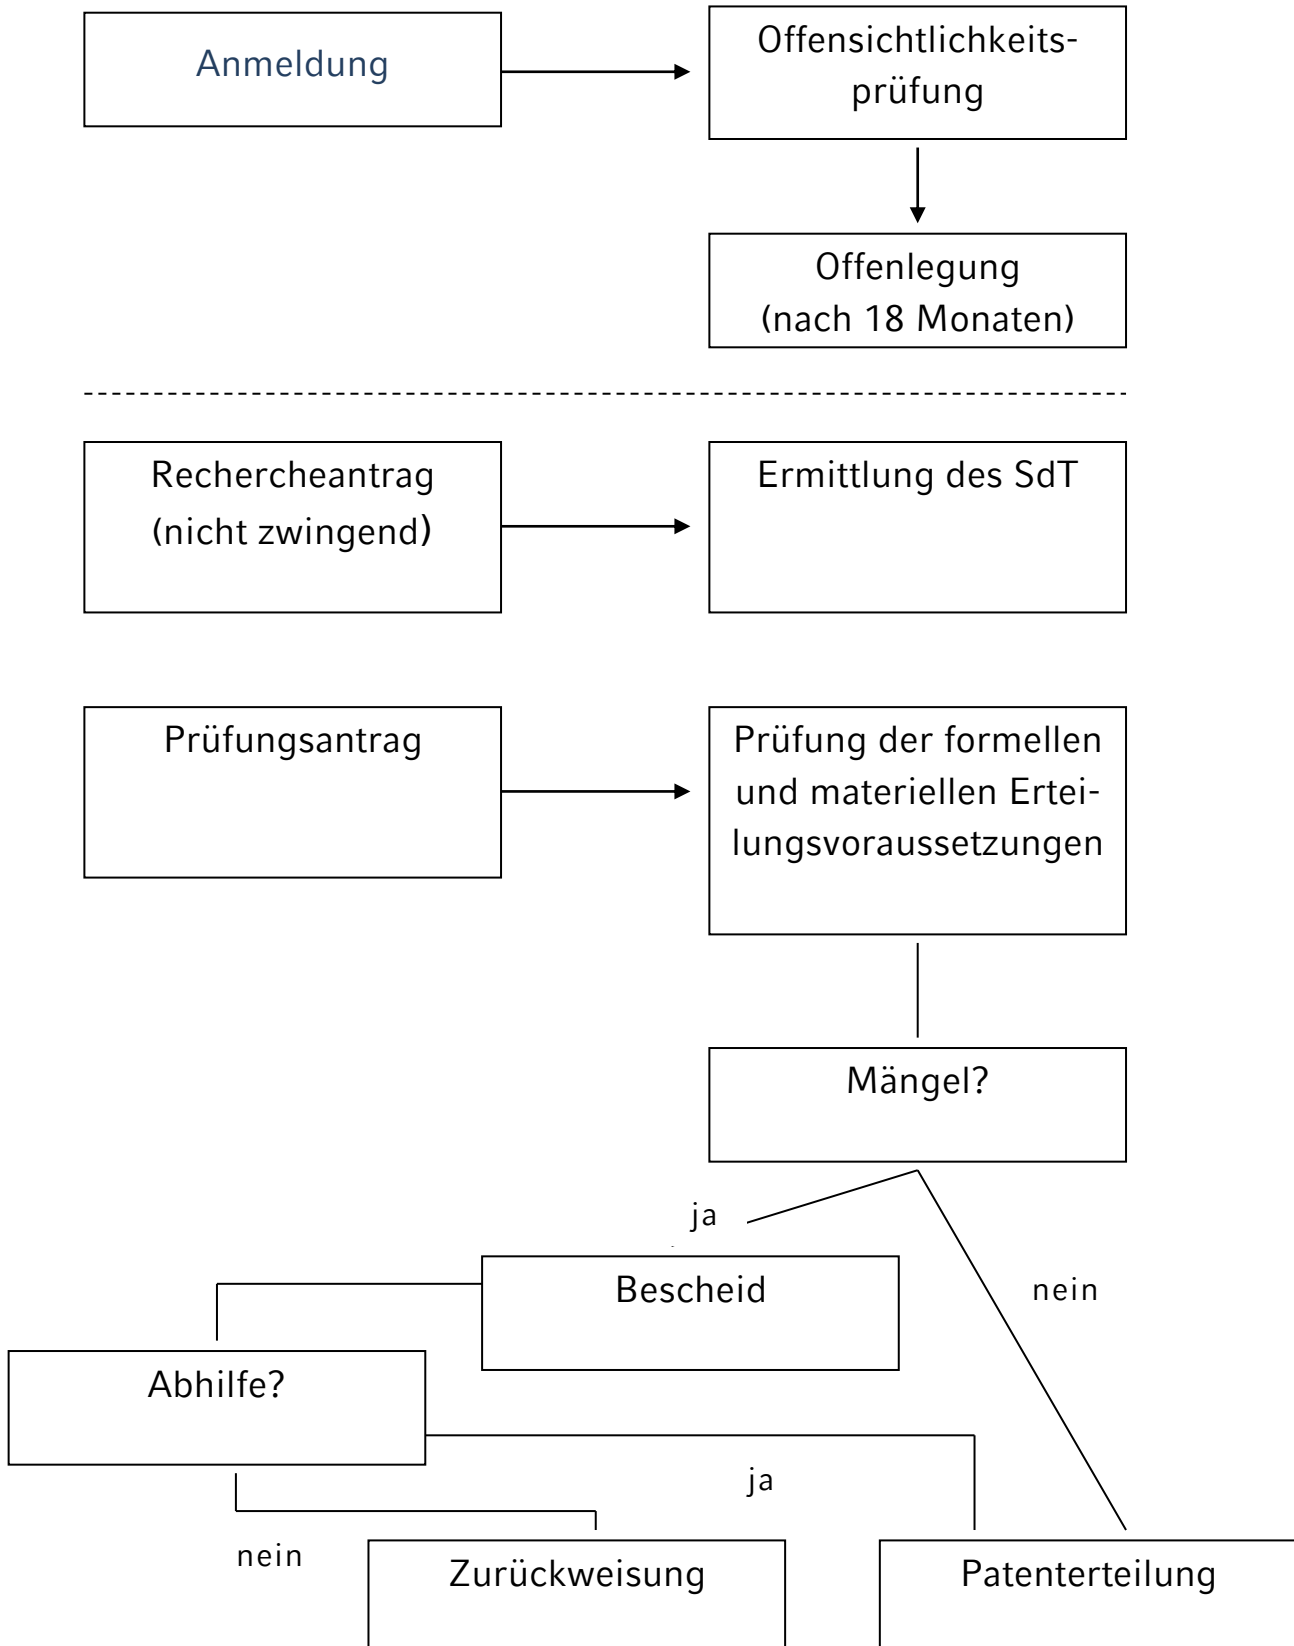 Anmeldung
Offensichtlichkeits-
prüfung
Offenlegung
(nach 18 Monaten)
Rechercheantrag
(nicht zwingend)
Ermittlung des SdT
Prüfungsantrag
Prüfung der formellen
und materiellen Ertei-
lungsvoraussetzungen
Mängel?
ja
nein
Bescheid
Abhilfe?
ja
nein
Zurückweisung
Patenterteilung